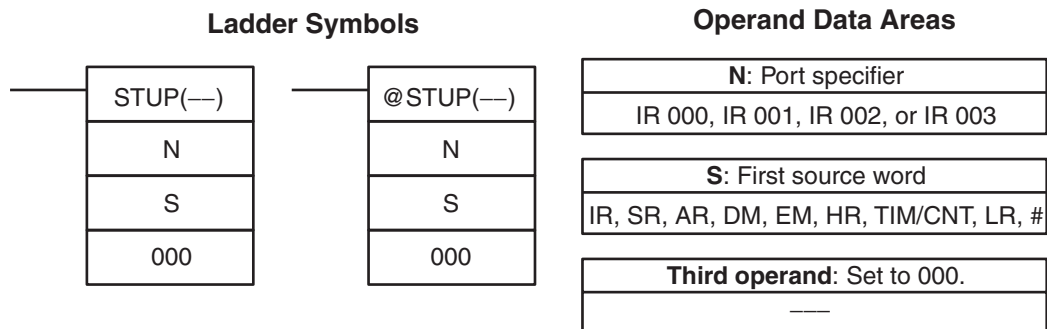 Ladder Symbols
STUP(––)
N
S
000
@STUP(––)
N
S
000
Operand Data Areas
N: Port specifier
IR 000, IR 001, IR 002, or IR 003
S: First source word
IR, SR, AR, DM, EM, HR, TIM/CNT, LR, #
Third operand: Set to 000.
–––